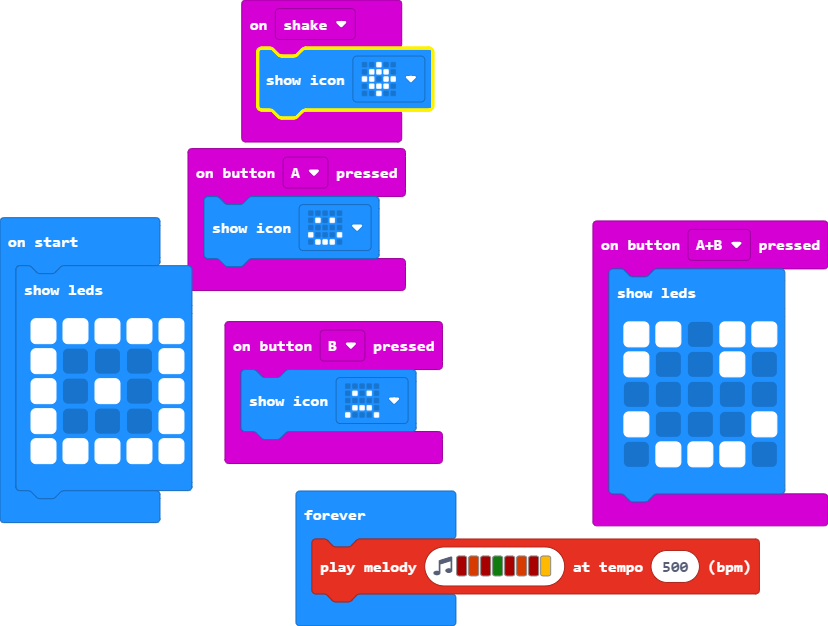 on shake
show icon
on button A pressed
show icon
on start
show leds
on button A+B pressed
show leds
on button B pressed
show icon
forever
play melody at tempo 500 (bpm)